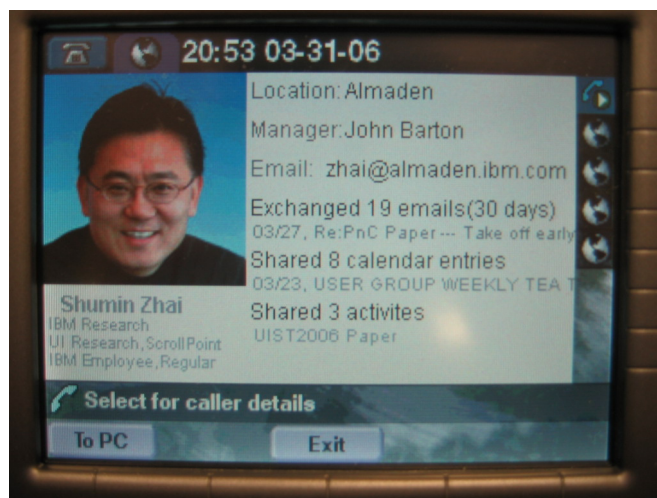 20:53 03-31-06
Location: Almaden
Manager: John Barton
Email: zhai@almaden.ibm.com
Exchanged 19 emails(30 days)
03/27, Re:PnC Paper--- Take off early
Shared 8 calendar entries
03/23, USER GROUP WEEKLY TEA T
Shared 3 activites
UIST2006 Paper
Shumin Zhai
IBM Research
UI Research, ScrollPoint
IBM Employee, Regular
Select for caller details
To PC
Exit